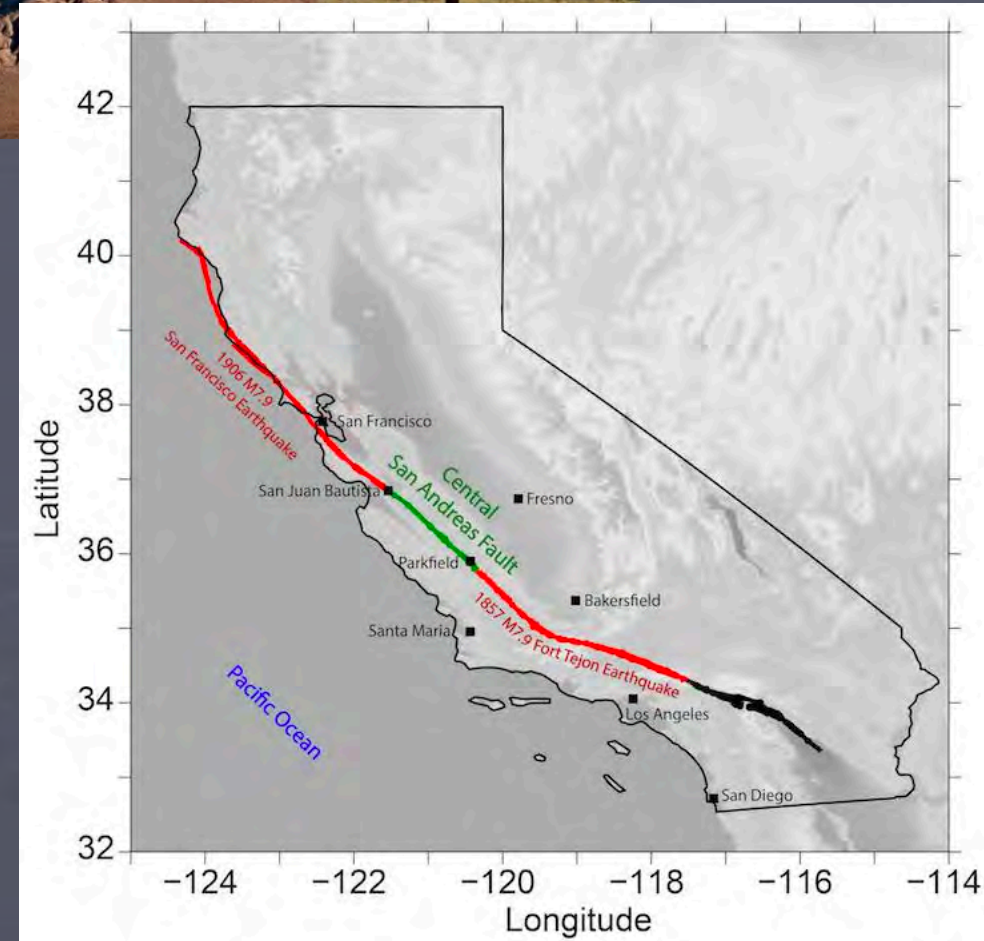 42
40
38
36
34
32
Latitude
1906 M7.9
San Francisco Earthquake
San Francisco
Central
San Andreas Fault
San Juan Bautista
Fresno
Parkfield
Bakersfield
1857 M7.9 Fort Tejon Earthquake
Santa Maria
Pacific Ocean
Los Angeles
San Diego
−124 −122 −120 −118 −116 −114
Longitude